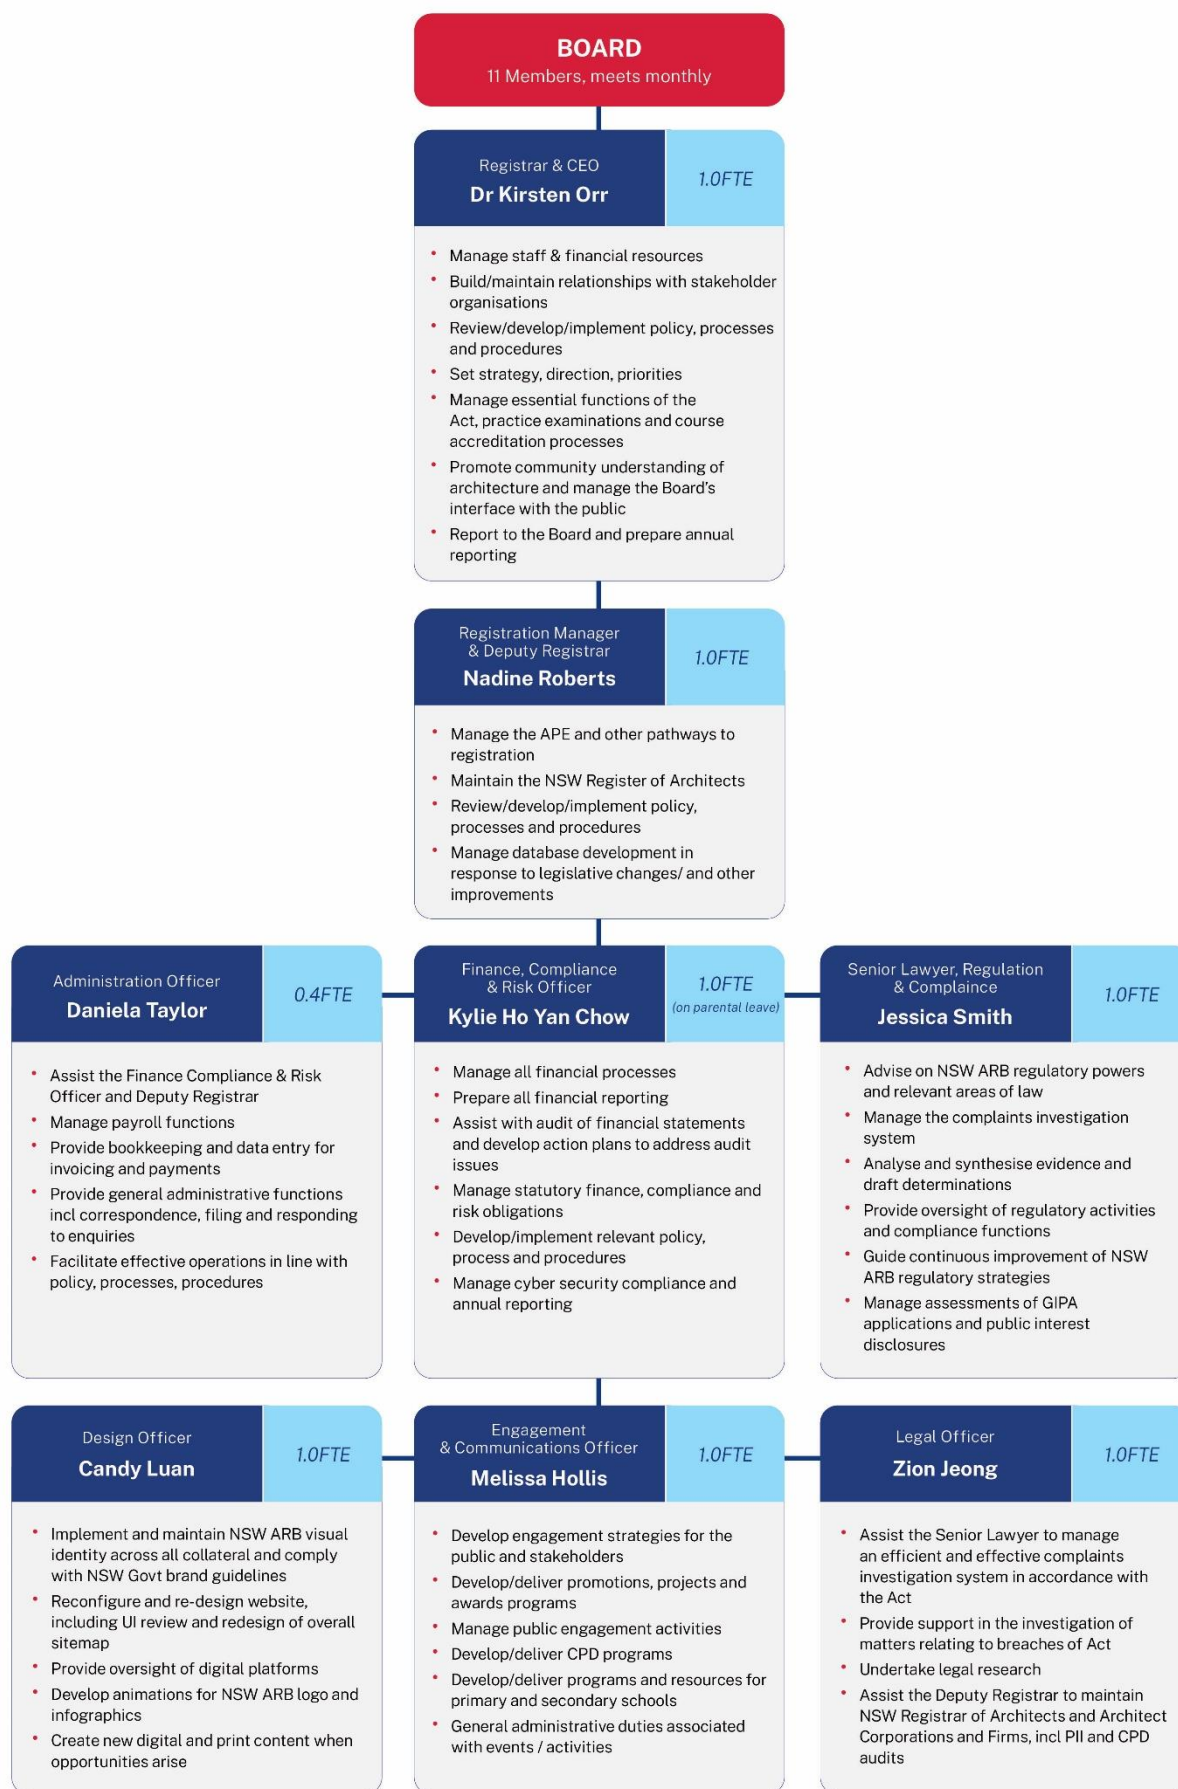 BOARD
11 Members, meets monthly
Registrar & CEO
Dr Kirsten Orr
1.0FTE
• Manage staff & financial resources
• Build/maintain relationships with stakeholder
organisations
• Review/develop/implement policy, processes
and procedures
• Set strategy, direction, priorities
• Manage essential functions of the
Act, practice examinations and course
accreditation processes
• Promote community understanding of
architecture and manage the Board's
interface with the public
• Report to the Board and prepare annual
reporting
Registration Manager
& Deputy Registrar
Nadine Roberts
1.0FTE
• Manage the APE and other pathways to
registration
• Maintain the NSW Register of Architects
• Review/develop/implement policy,
processes and procedures
• Manage database development in
response to legislative changes/ and other
improvements
Administration Officer
Daniela Taylor
0.4FTE
• Assist the Finance Compliance & Risk
Officer and Deputy Registrar
• Manage payroll functions
• Provide bookkeeping and data entry for
invoicing and payments
• Provide general administrative functions
incl correspondence, filing and responding
to enquiries
• Facilitate effective operations in line with
policy, processes, procedures
Finance, Compliance
& Risk Officer
Kylie Ho Yan Chow
1.0FTE
(on parental leave)
• Manage all financial processes
• Prepare all financial reporting
• Assist with audit of financial statements
and develop action plans to address audit
issues
• Manage statutory finance, compliance and
risk obligations
• Develop/implement relevant policy,
process and procedures
• Manage cyber security compliance and
annual reporting
Senior Lawyer, Regulation
& Complaince
Jessica Smith
1.0FTE
• Advise on NSW ARB regulatory powers
and relevant areas of law
• Manage the complaints investigation
system
• Analyse and synthesise evidence and
draft determinations
• Provide oversight of regulatory activities
and compliance functions
• Guide continuous improvement of NSW
ARB regulatory strategies
• Manage assessments of GIPA
applications and public interest
disclosures
Design Officer
Candy Luan
1.0FTE
• Implement and maintain NSW ARB visual
identity across all collateral and comply
with NSW Govt brand guidelines
• Reconfigure and re-design website,
including UI review and redesign of overall
sitemap
• Provide oversight of digital platforms
• Develop animations for NSW ARB logo and
infographics
• Create new digital and print content when
opportunities arise
Engagement
& Communications Officer
Melissa Hollis
1.0FTE
• Develop engagement strategies for the
public and stakeholders
• Develop/deliver promotions, projects and
awards programs
• Manage public engagement activities
• Develop/deliver CPD programs
• Develop/deliver programs and resources for
primary and secondary schools
• General administrative duties associated
with events / activities
Legal Officer
Zion Jeong
1.0FTE
• Assist the Senior Lawyer to manage
an efficient and effective complaints
investigation system in accordance with
the Act
• Provide support in the investigation of
matters relating to breaches of Act
• Undertake legal research
• Assist the Deputy Registrar to maintain
NSW Registrar of Architects and Architect
Corporations and Firms, incl PII and CPD
audits